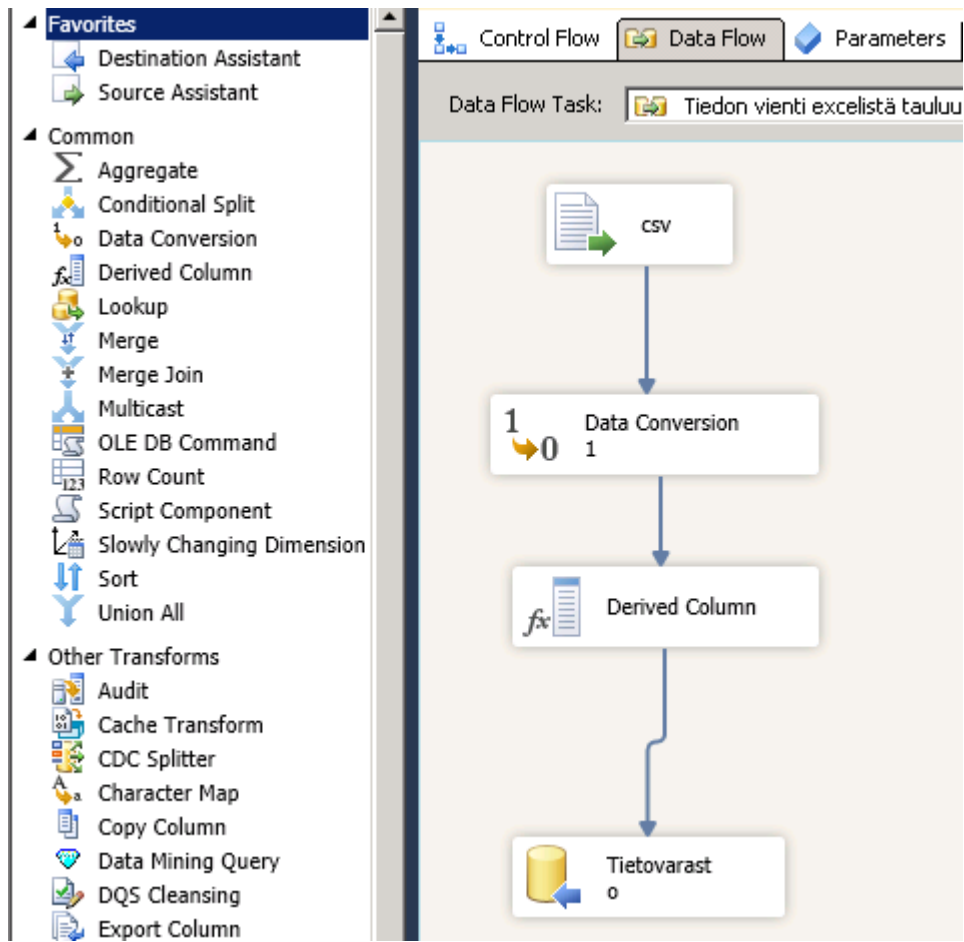 Favorites
Destination Assistant
Source Assistant
Common
Aggregate
Conditional Split
Data Conversion
Derived Column
Lookup
Merge
Merge Join
Multicast
OLE DB Command
Row Count
Script Component
Slowly Changing Dimension
Sort
Union All
Other Transforms
Audit
Cache Transform
CDC Splitter
Character Map
Copy Column
Data Mining Query
DQS Cleansing
Export Column
Control Flow
Data Flow
Parameters
Data Flow Task:
Tiedon vienti excelistä tauluu
csv
Data Conversion
1
Derived Column
Tietovarast
o